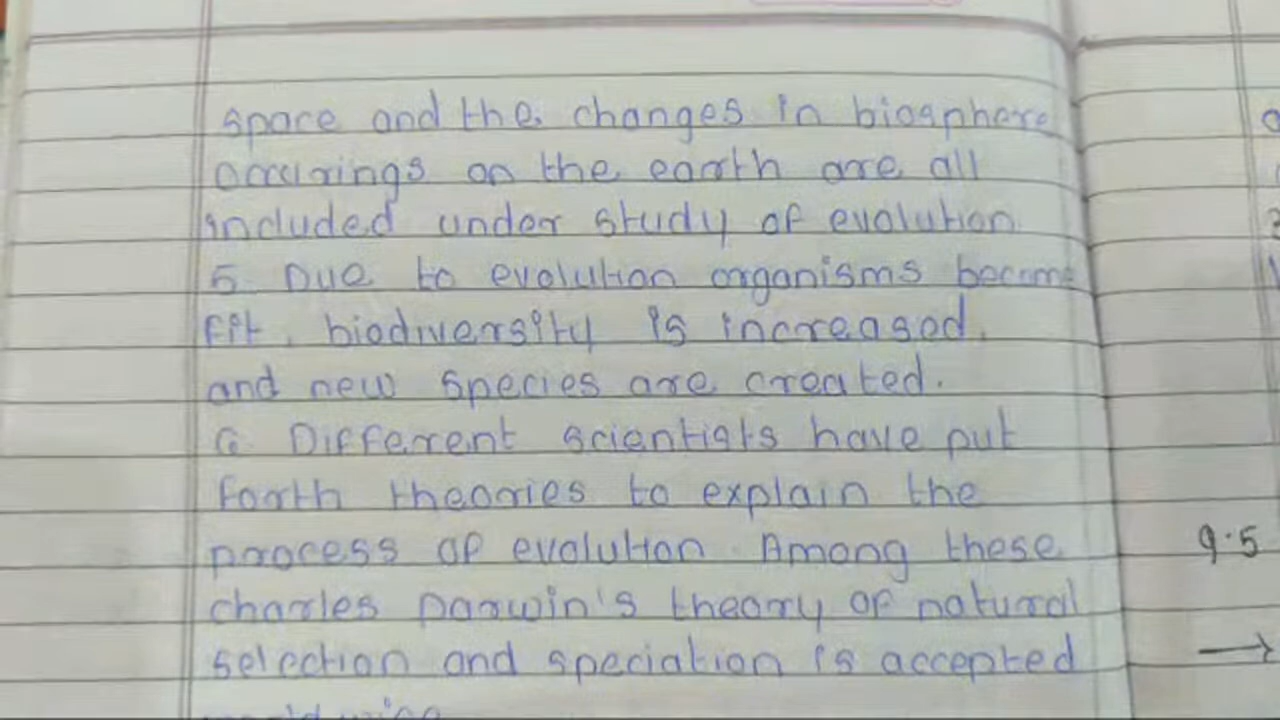 space and the changes in biosphere
occurings on the earth are all
included under study of evolution.
5. Due to evolution organisms become
fit, biodiversity is increased,
and new species are created.
6. Different scientists have put
forth theories to explain the
process of evolution. Among these
charles Darwin's theory of natural
selection and speciation is accepted
9.5
→